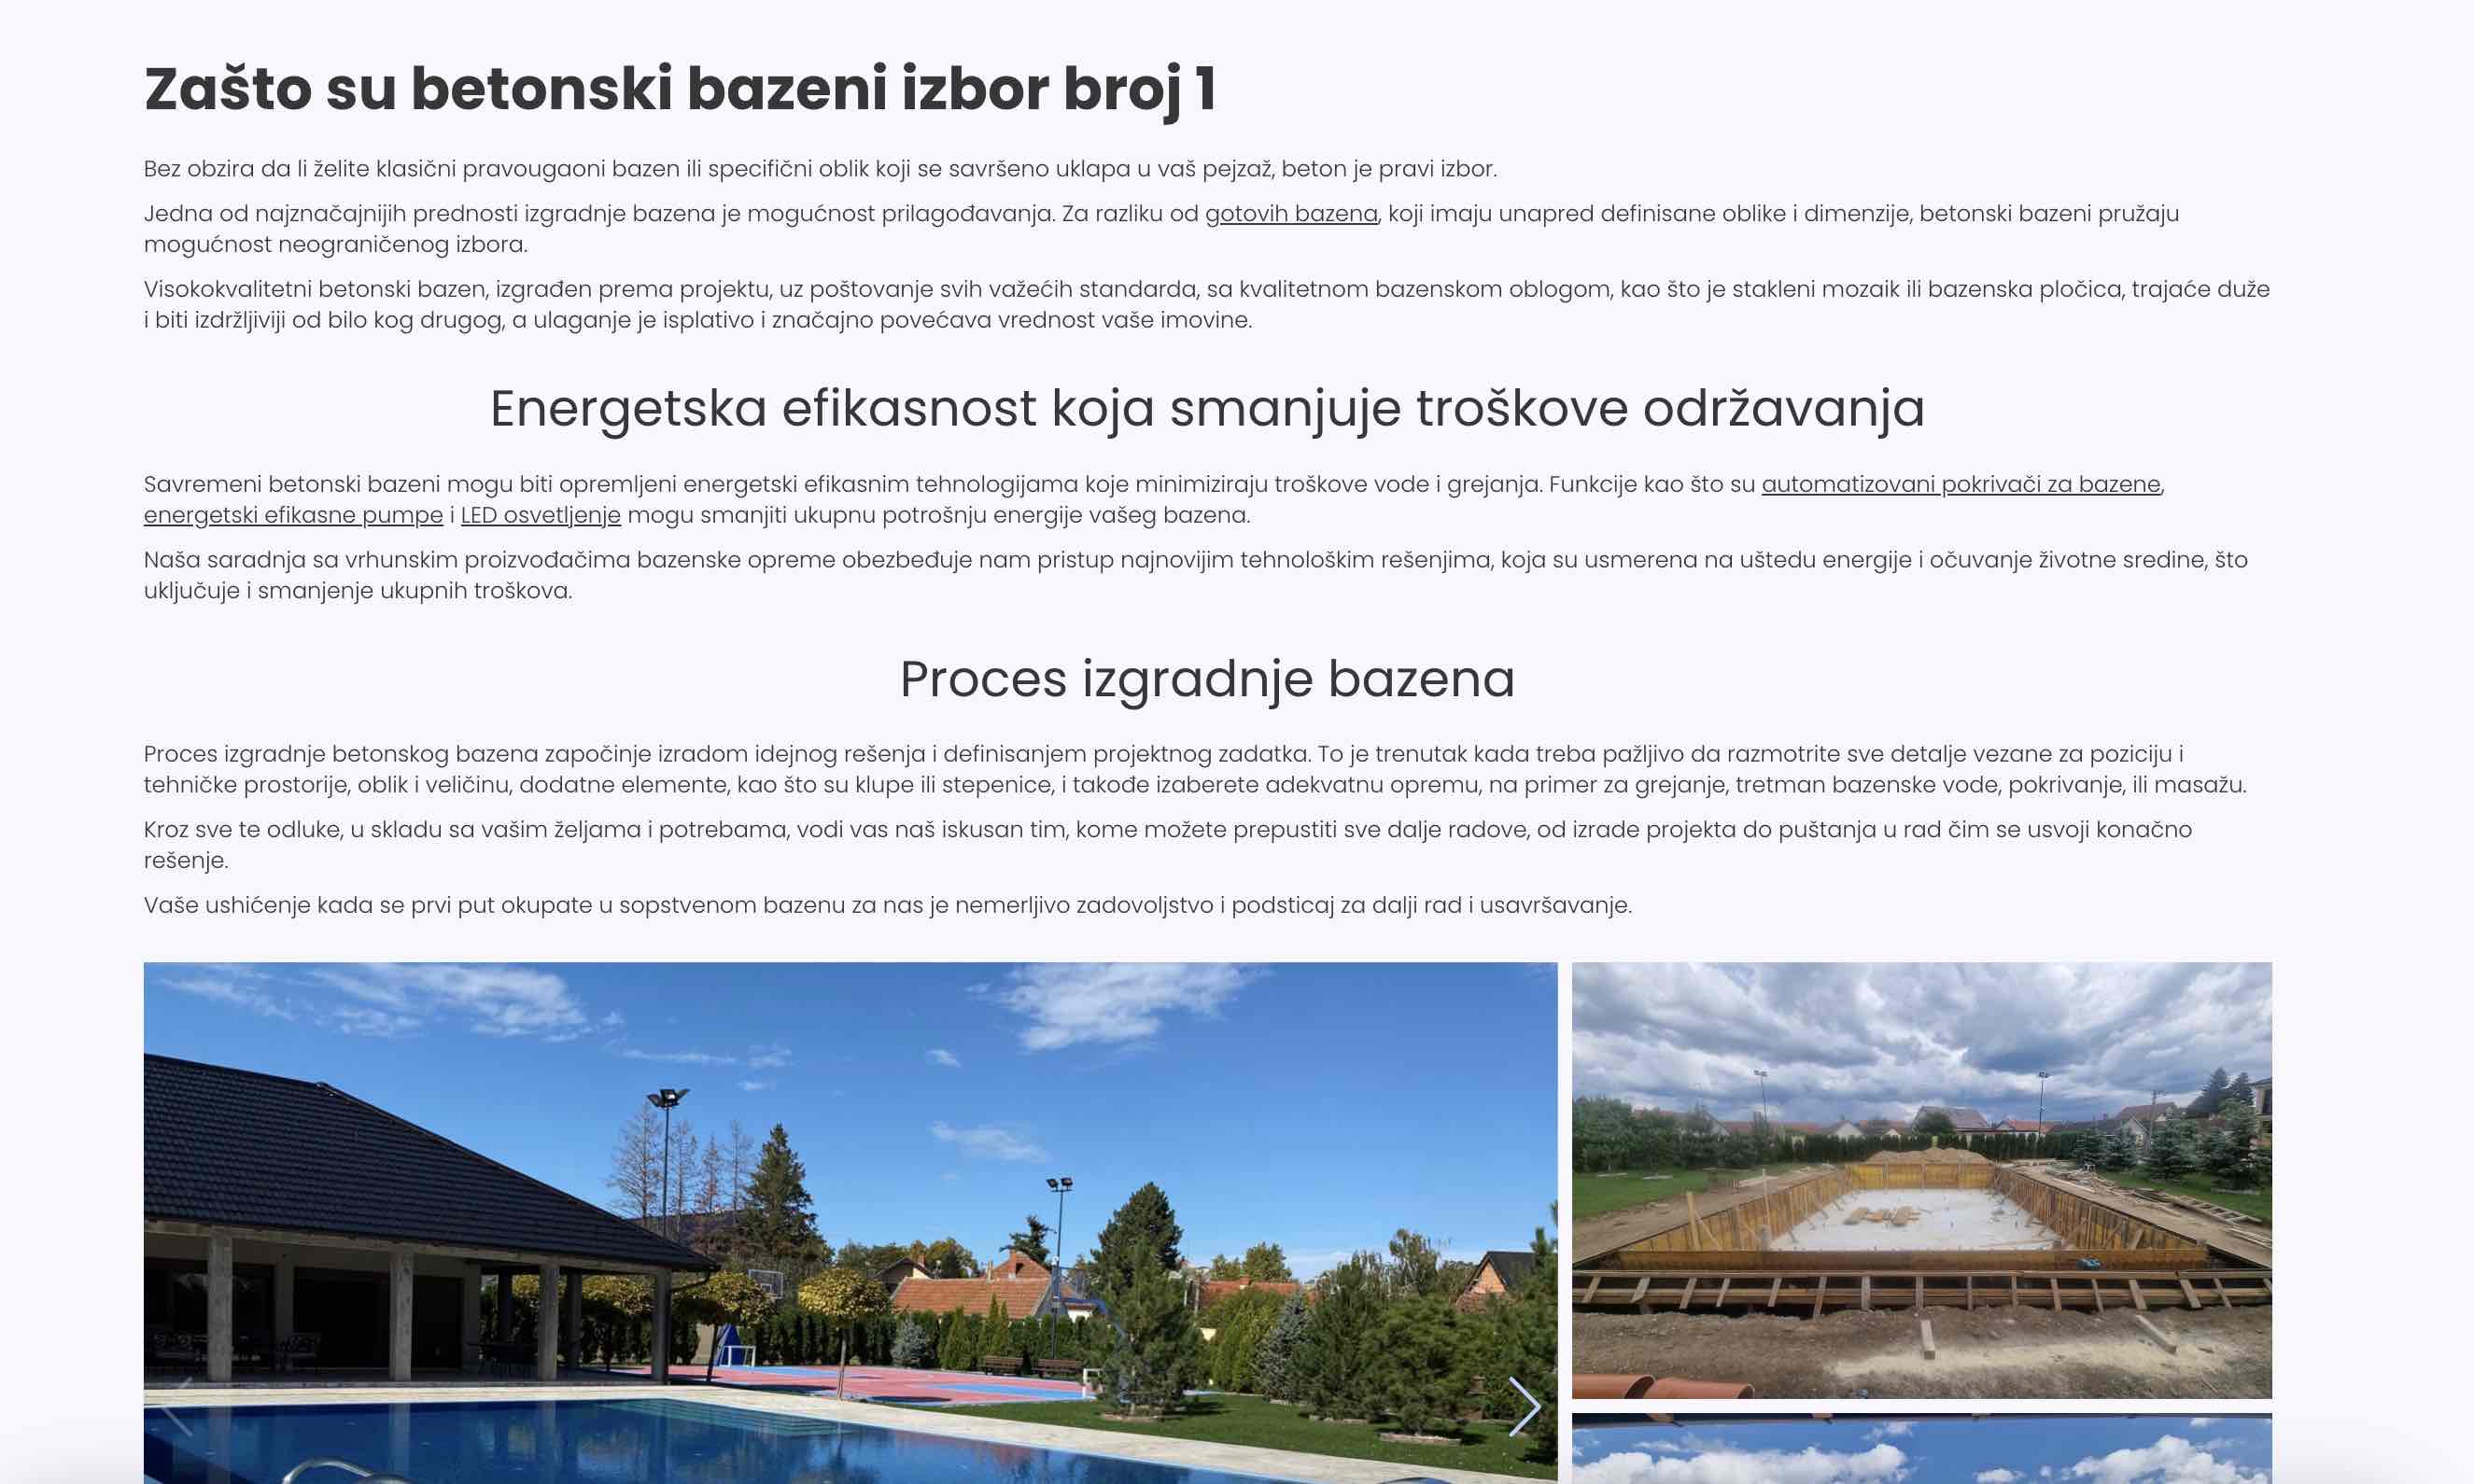 Zašto su betonski bazeni izbor broj 1
Bez obzira da li želite klasični pravougaoni bazen ili specifični oblik koji se savršeno uklapa u vaš pejzaž, beton je pravi izbor.
Jedna od najznačajnijih prednosti izgradnje bazena je mogućnost prilagođavanja. Za razliku od gotovih bazena, koji imaju unapred definisane oblike i dimenzije, betonski bazeni pružaju
mogućnost neograničenog izbora.
Visokokvalitetni betonski bazen, izgrađen prema projektu, uz poštovanje svih važećih standarda, sa kvalitetnom bazenskom oblogom, kao što je stakleni mozaik ili bazenska pločica, trajaće duže
i biti izdržljiviji od bilo kog drugog, a ulaganje je isplativo i značajno povećava vrednost vaše imovine.
Energetska efikasnost koja smanjuje troškove održavanja
Savremeni betonski bazeni mogu biti opremljeni energetski efikasnim tehnologijama koje minimiziraju troškove vode i grejanja. Funkcije kao što su automatizovani pokrivači za bazene,
energetski efikasne pumpe i LED osvetljenje mogu smanjiti ukupnu potrošnju energije vašeg bazena.
Naša saradnja sa vrhunskim proizvođačima bazenske opreme obezbeđuje nam pristup najnovijim tehnološkim rešenjima, koja su usmerena na uštedu energije i očuvanje životne sredine, što
uključuje i smanjenje ukupnih troškova.
Proces izgradnje bazena
Proces izgradnje betonskog bazena započinje izradom idejnog rešenja i definisanjem projektnog zadatka. To je trenutak kada treba pažljivo da razmotrite sve detalje vezane za poziciju i
tehničke prostorije, oblik i veličinu, dodatne elemente, kao što su klupe ili stepenice, i takođe izaberete adekvatnu opremu, na primer za grejanje, tretman bazenske vode, pokrivanje, ili masažu.
Kroz sve te odluke, u skladu sa vašim željama i potrebama, vodi vas naš iskusan tim, kome možete prepustiti sve dalje radove, od izrade projekta do puštanja u rad čim se usvoji konačno
rešenje.
Vaše ushićenje kada se prvi put okupate u sopstvenom bazenu za nas je nemerljivo zadovoljstvo i podsticaj za dalji rad i usavršavanje.